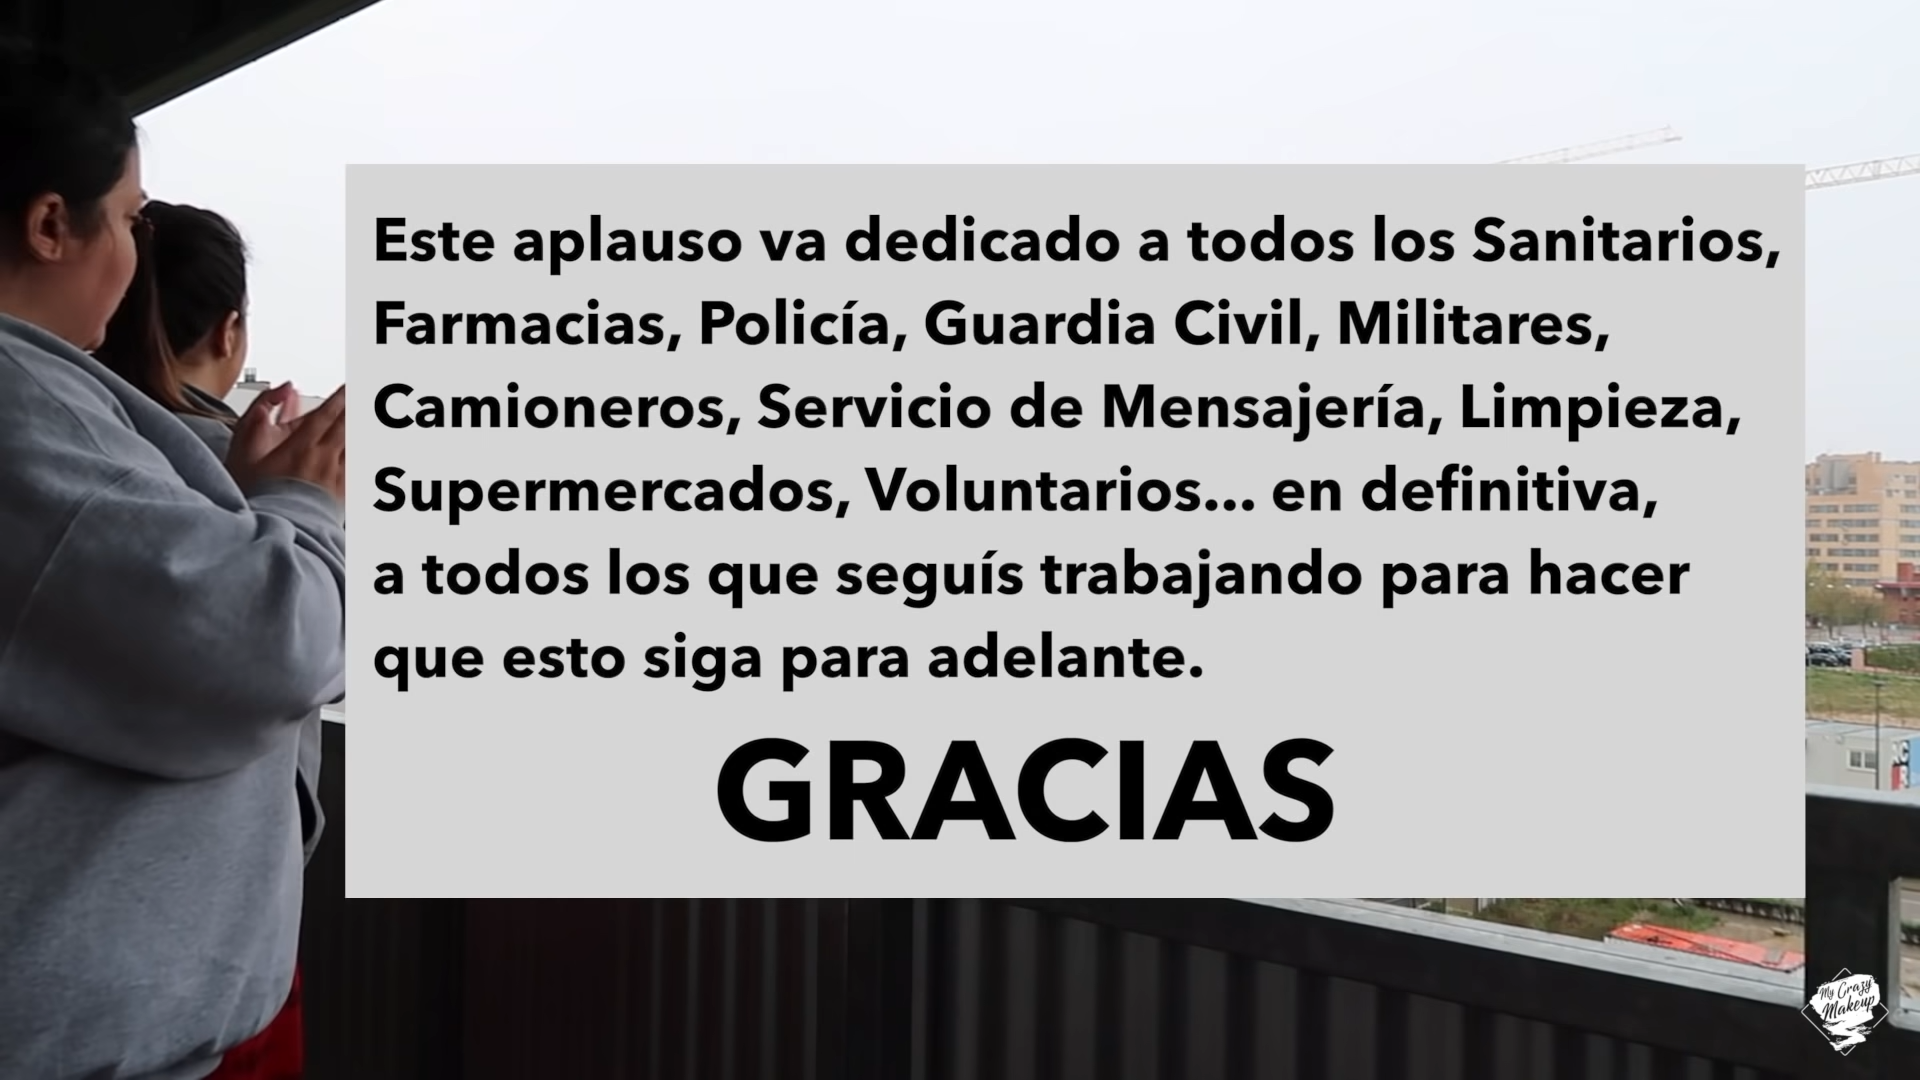 Este aplauso va dedicado a todos los Sanitarios,
Farmacias, Policía, Guardia Civil, Militares,
Camioneros, Servicio de Mensajería, Limpieza,
Supermercados, Voluntarios... en definitiva,
a todos los que seguís trabajando para hacer
que esto siga para adelante.
GRACIAS
My Crazy
Makeup